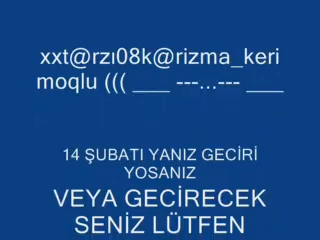 xxt@rzı08k@rizma_keri
moqlu ((( ___ ---...--- ___
14 ŞUBATI YANIZ GECİRİ
YOSANIZ
VEYA GECİRECEK
SENİZ LÜTFEN